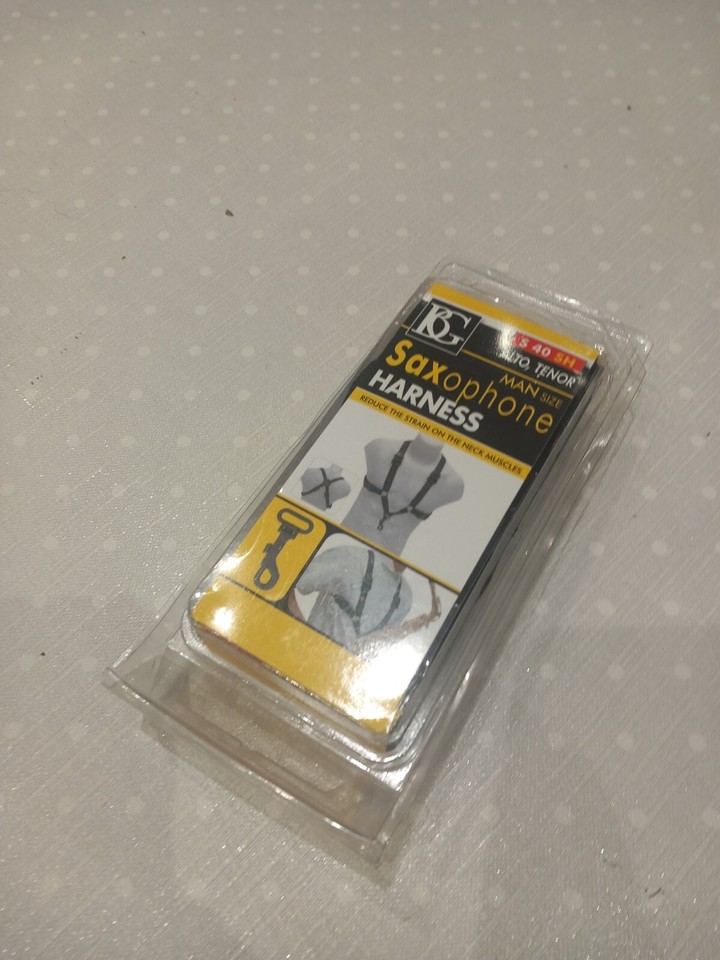 BG
S 40 SH
ALTO, TENOR
MAN SIZE
Saxophone
HARNESS
REDUCE THE STRAIN ON THE NECK MUSCLES